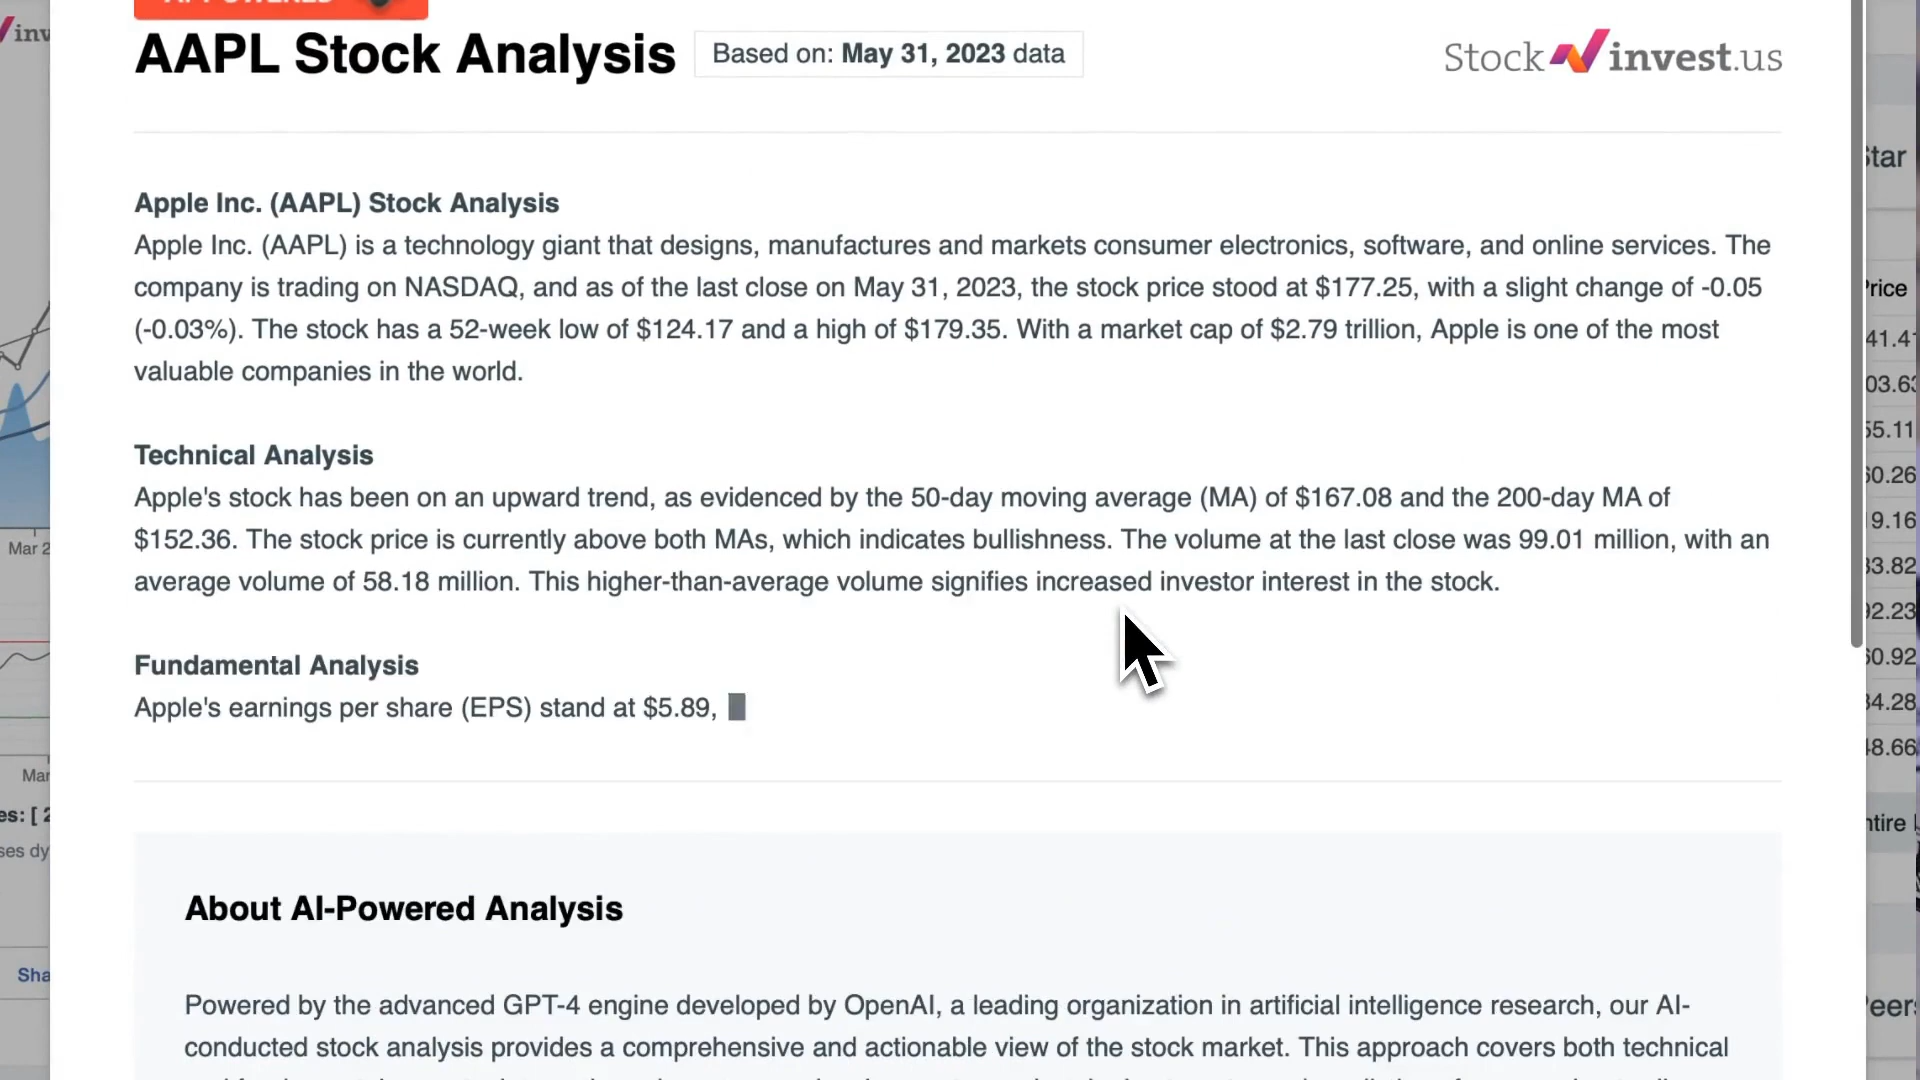 AAPL Stock Analysis
Based on: May 31, 2023 data
Stock invest.us
Apple Inc. (AAPL) Stock Analysis
Apple Inc. (AAPL) is a technology giant that designs, manufactures and markets consumer electronics, software, and online services. The
company is trading on NASDAQ, and as of the last close on May 31, 2023, the stock price stood at $177.25, with a slight change of -0.05
(-0.03%). The stock has a 52-week low of $124.17 and a high of $179.35. With a market cap of $2.79 trillion, Apple is one of the most
valuable companies in the world.
Technical Analysis
Apple's stock has been on an upward trend, as evidenced by the 50-day moving average (MA) of $167.08 and the 200-day MA of
$152.36. The stock price is currently above both MAs, which indicates bullishness. The volume at the last close was 99.01 million, with an
average volume of 58.18 million. This higher-than-average volume signifies increased investor interest in the stock.
Fundamental Analysis
Apple's earnings per share (EPS) stand at $5.89,
About AI-Powered Analysis
Powered by the advanced GPT-4 engine developed by OpenAI, a leading organization in artificial intelligence research, our AI-
conducted stock analysis provides a comprehensive and actionable view of the stock market. This approach covers both technical